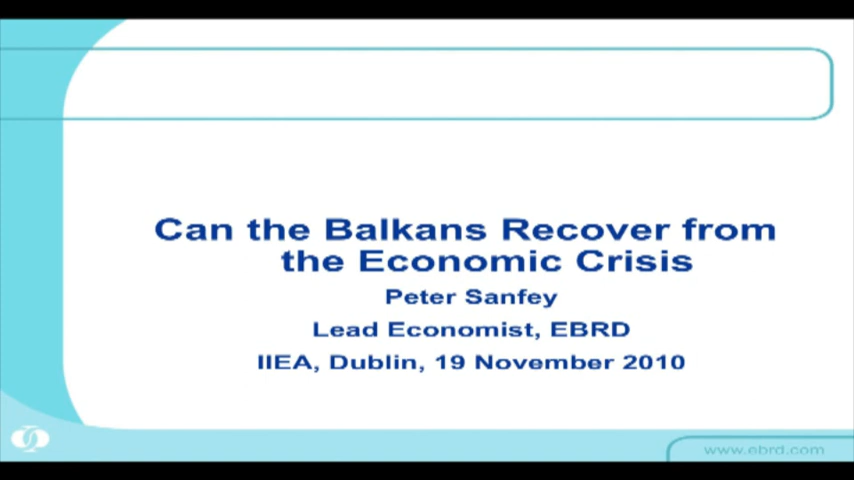 Can the Balkans Recover from
the Economic Crisis
Peter Sanfey
Lead Economist, EBRD
IIEA, Dublin, 19 November 2010
www.ebrd.com